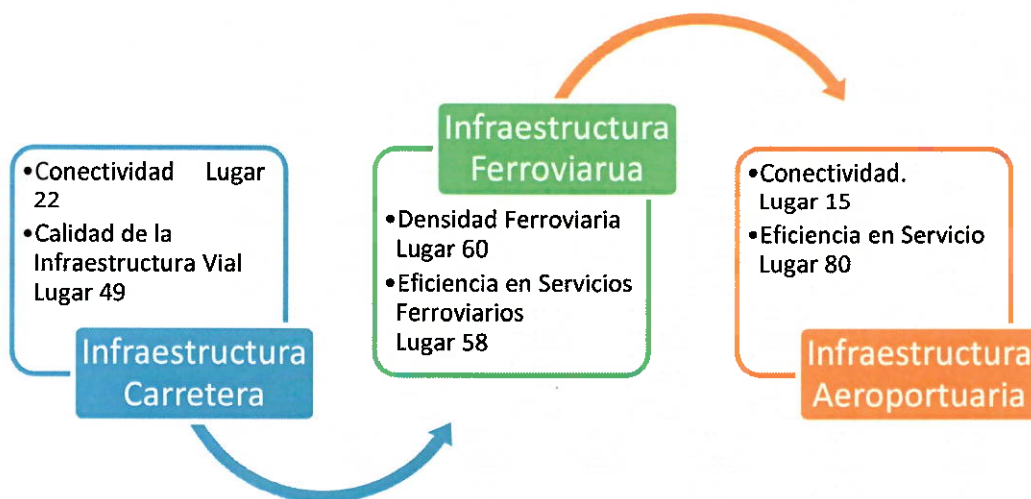 •Conectividad Lugar
22
•Calidad de la
Infraestructura Vial
Lugar 49
Infraestructura
Carretera
Infraestructura
Ferroviarua
•Densidad Ferroviaria
Lugar 60
•Eficiencia en Servicios
Ferroviarios
Lugar 58
•Conectividad.
Lugar 15
•Eficiencia en Servicio
Lugar 80
Infraestructura
Aeroportuaria